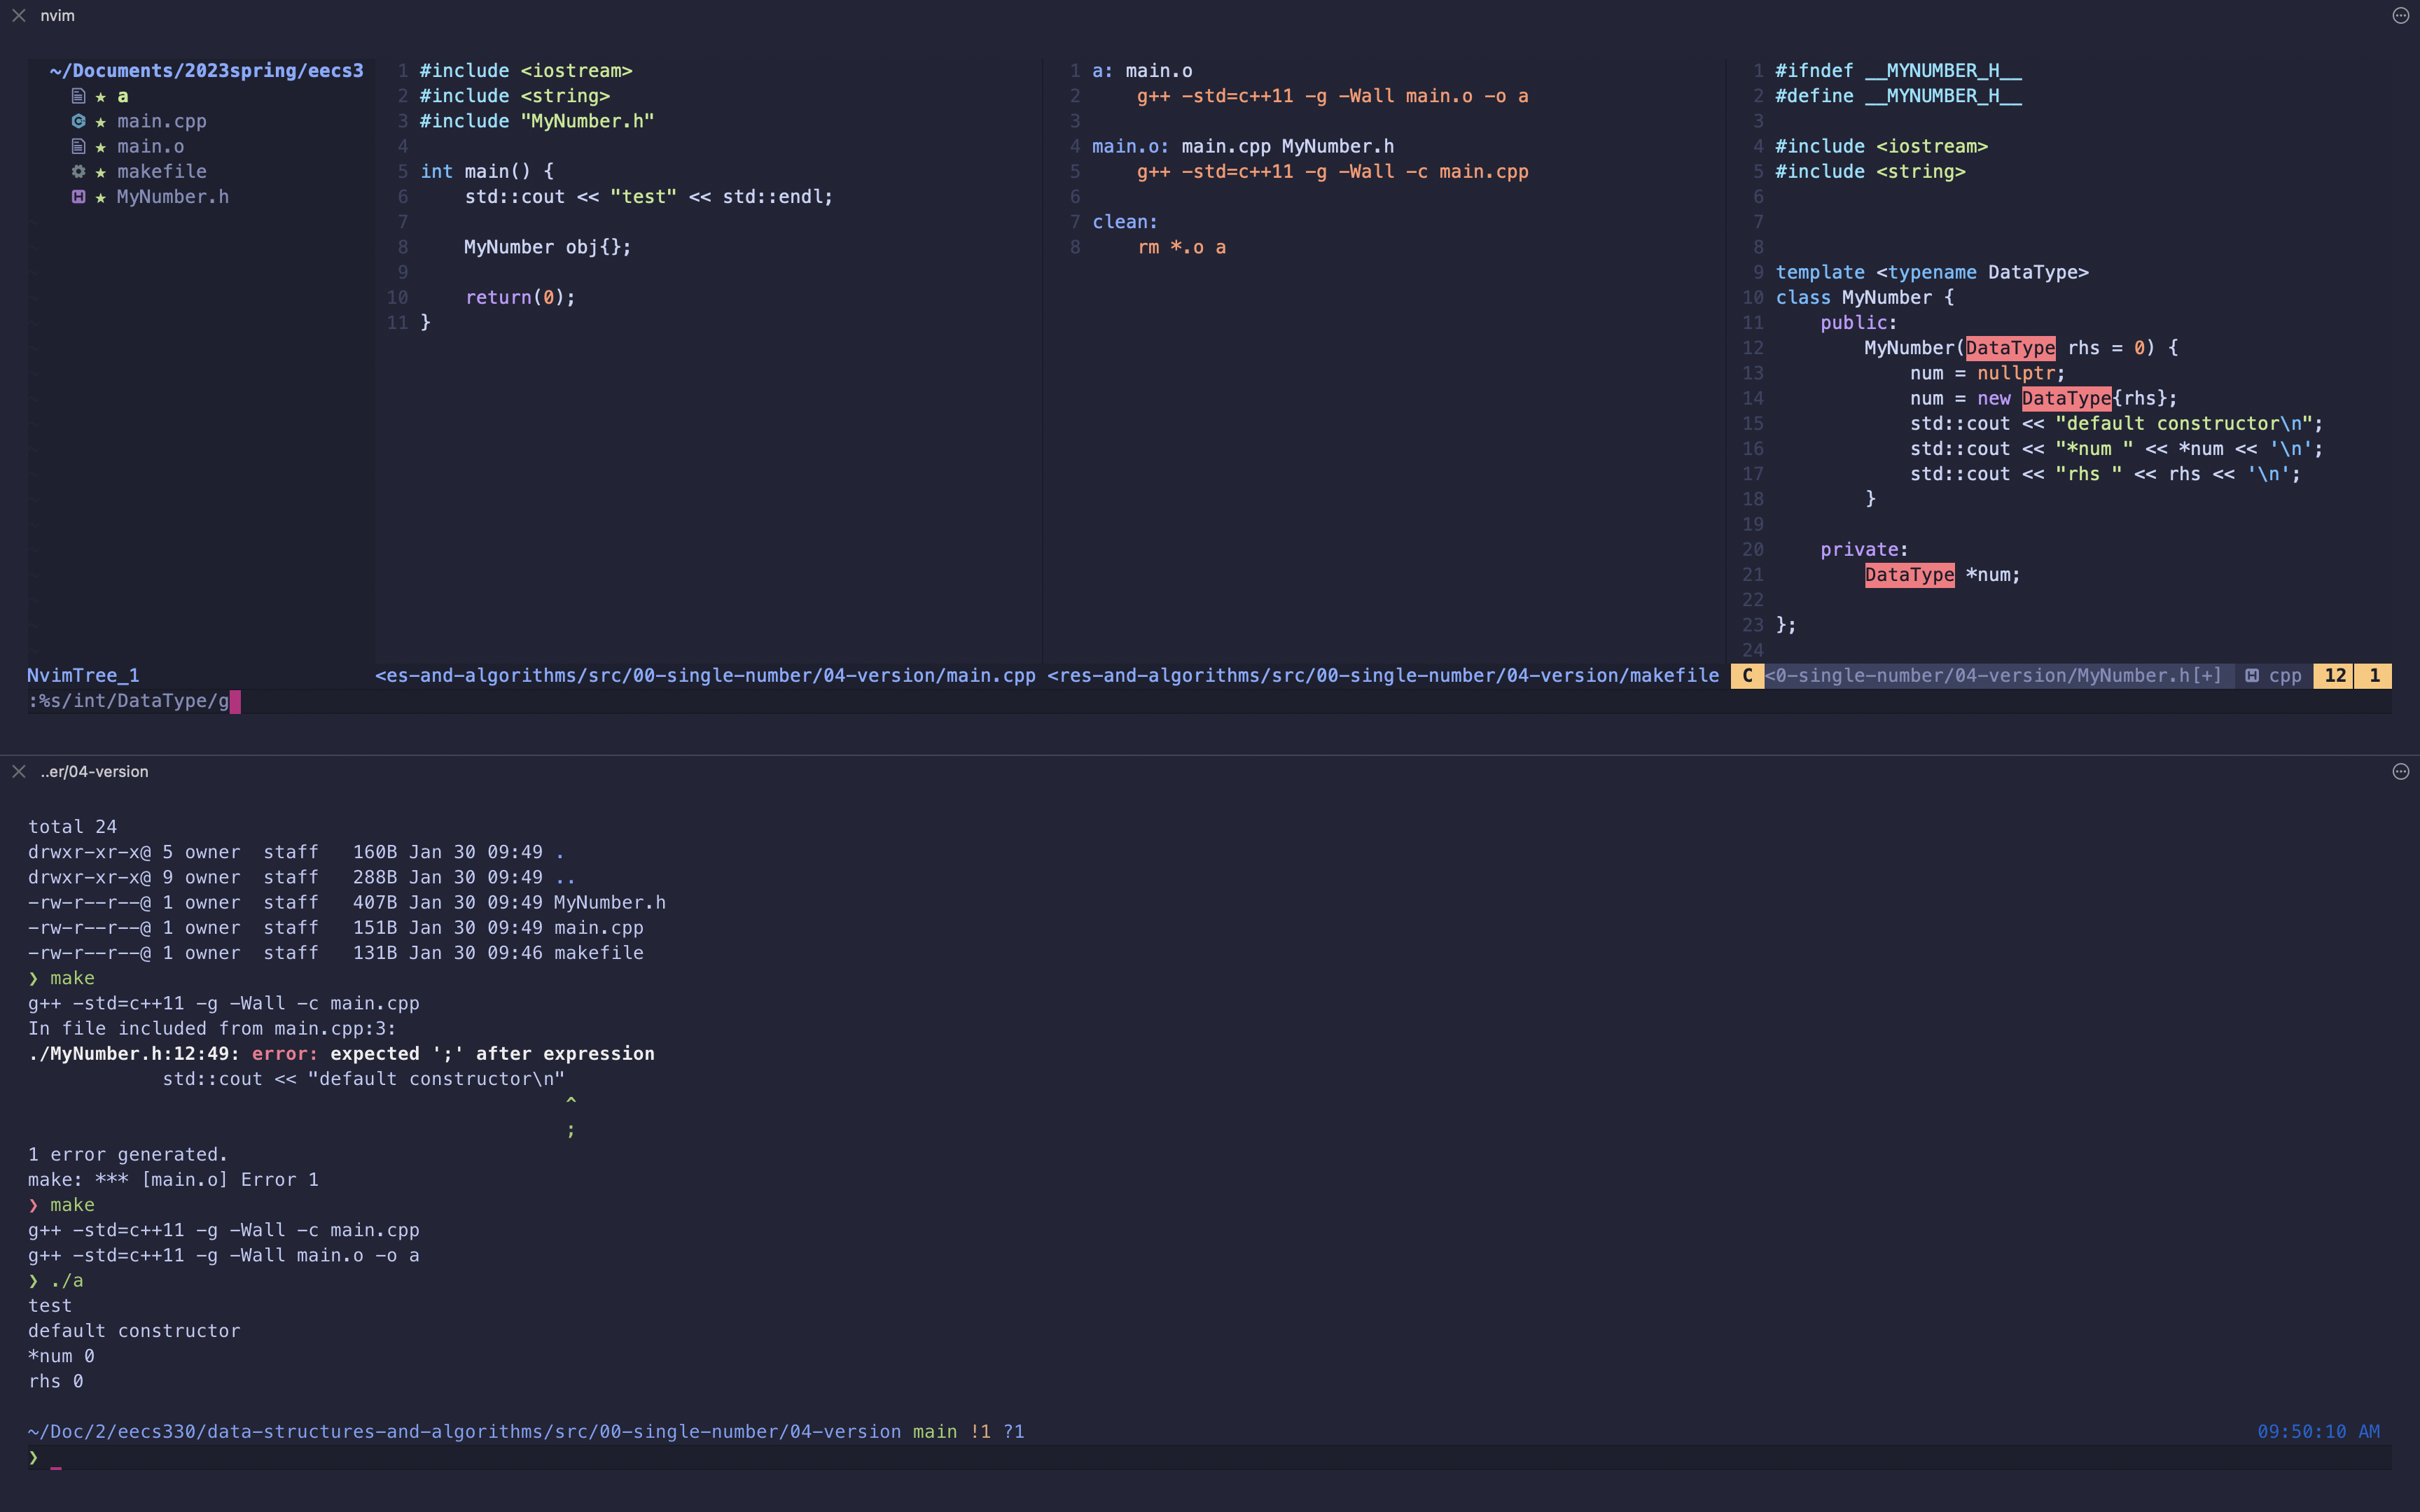 nvim
~/Documents/2023spring/eecs3
★ a
★ main.cpp
★ main.o
★ makefile
★ MyNumber.h
NvimTree_1
1 #include <iostream>
2 #include <string>
3 #include "MyNumber.h"
4
5 int main() {
6     std::cout << "test" << std::endl;
7
8     MyNumber obj{};
9
10     return(0);
11 }
<es-and-algorithms/src/00-single-number/04-version/main.cpp
1 a: main.o
2     g++ -std=c++11 -g -Wall main.o -o a
3
4 main.o: main.cpp MyNumber.h
5     g++ -std=c++11 -g -Wall -c main.cpp
6
7 clean:
8     rm *.o a
<res-and-algorithms/src/00-single-number/04-version/makefile
1 #ifndef __MYNUMBER_H__
2 #define __MYNUMBER_H__
3
4 #include <iostream>
5 #include <string>
6
7
8
9 template <typename DataType>
10 class MyNumber {
11     public:
12         MyNumber(DataType rhs = 0) {
13             num = nullptr;
14             num = new DataType{rhs};
15             std::cout << "default constructor\n";
16             std::cout << "*num " << *num << '\n';
17             std::cout << "rhs " << rhs << '\n';
18         }
19
20     private:
21         DataType *num;
22
23 };
24
C <0-single-number/04-version/MyNumber.h[+] cpp 12 1
:%s/int/DataType/g
..er/04-version
total 24
drwxr-xr-x@ 5 owner  staff   160B Jan 30 09:49 .
drwxr-xr-x@ 9 owner  staff   288B Jan 30 09:49 ..
-rw-r--r--@ 1 owner  staff   407B Jan 30 09:49 MyNumber.h
-rw-r--r--@ 1 owner  staff   151B Jan 30 09:49 main.cpp
-rw-r--r--@ 1 owner  staff   131B Jan 30 09:46 makefile
❯ make
g++ -std=c++11 -g -Wall -c main.cpp
In file included from main.cpp:3:
./MyNumber.h:12:49: error: expected ';' after expression
            std::cout << "default constructor\n"
                                                ^
                                                ;
1 error generated.
make: *** [main.o] Error 1
❯ make
g++ -std=c++11 -g -Wall -c main.cpp
g++ -std=c++11 -g -Wall main.o -o a
❯ ./a
test
default constructor
*num 0
rhs 0
~/Doc/2/eecs330/data-structures-and-algorithms/src/00-single-number/04-version main !1 ?1 09:50:10 AM
❯ _